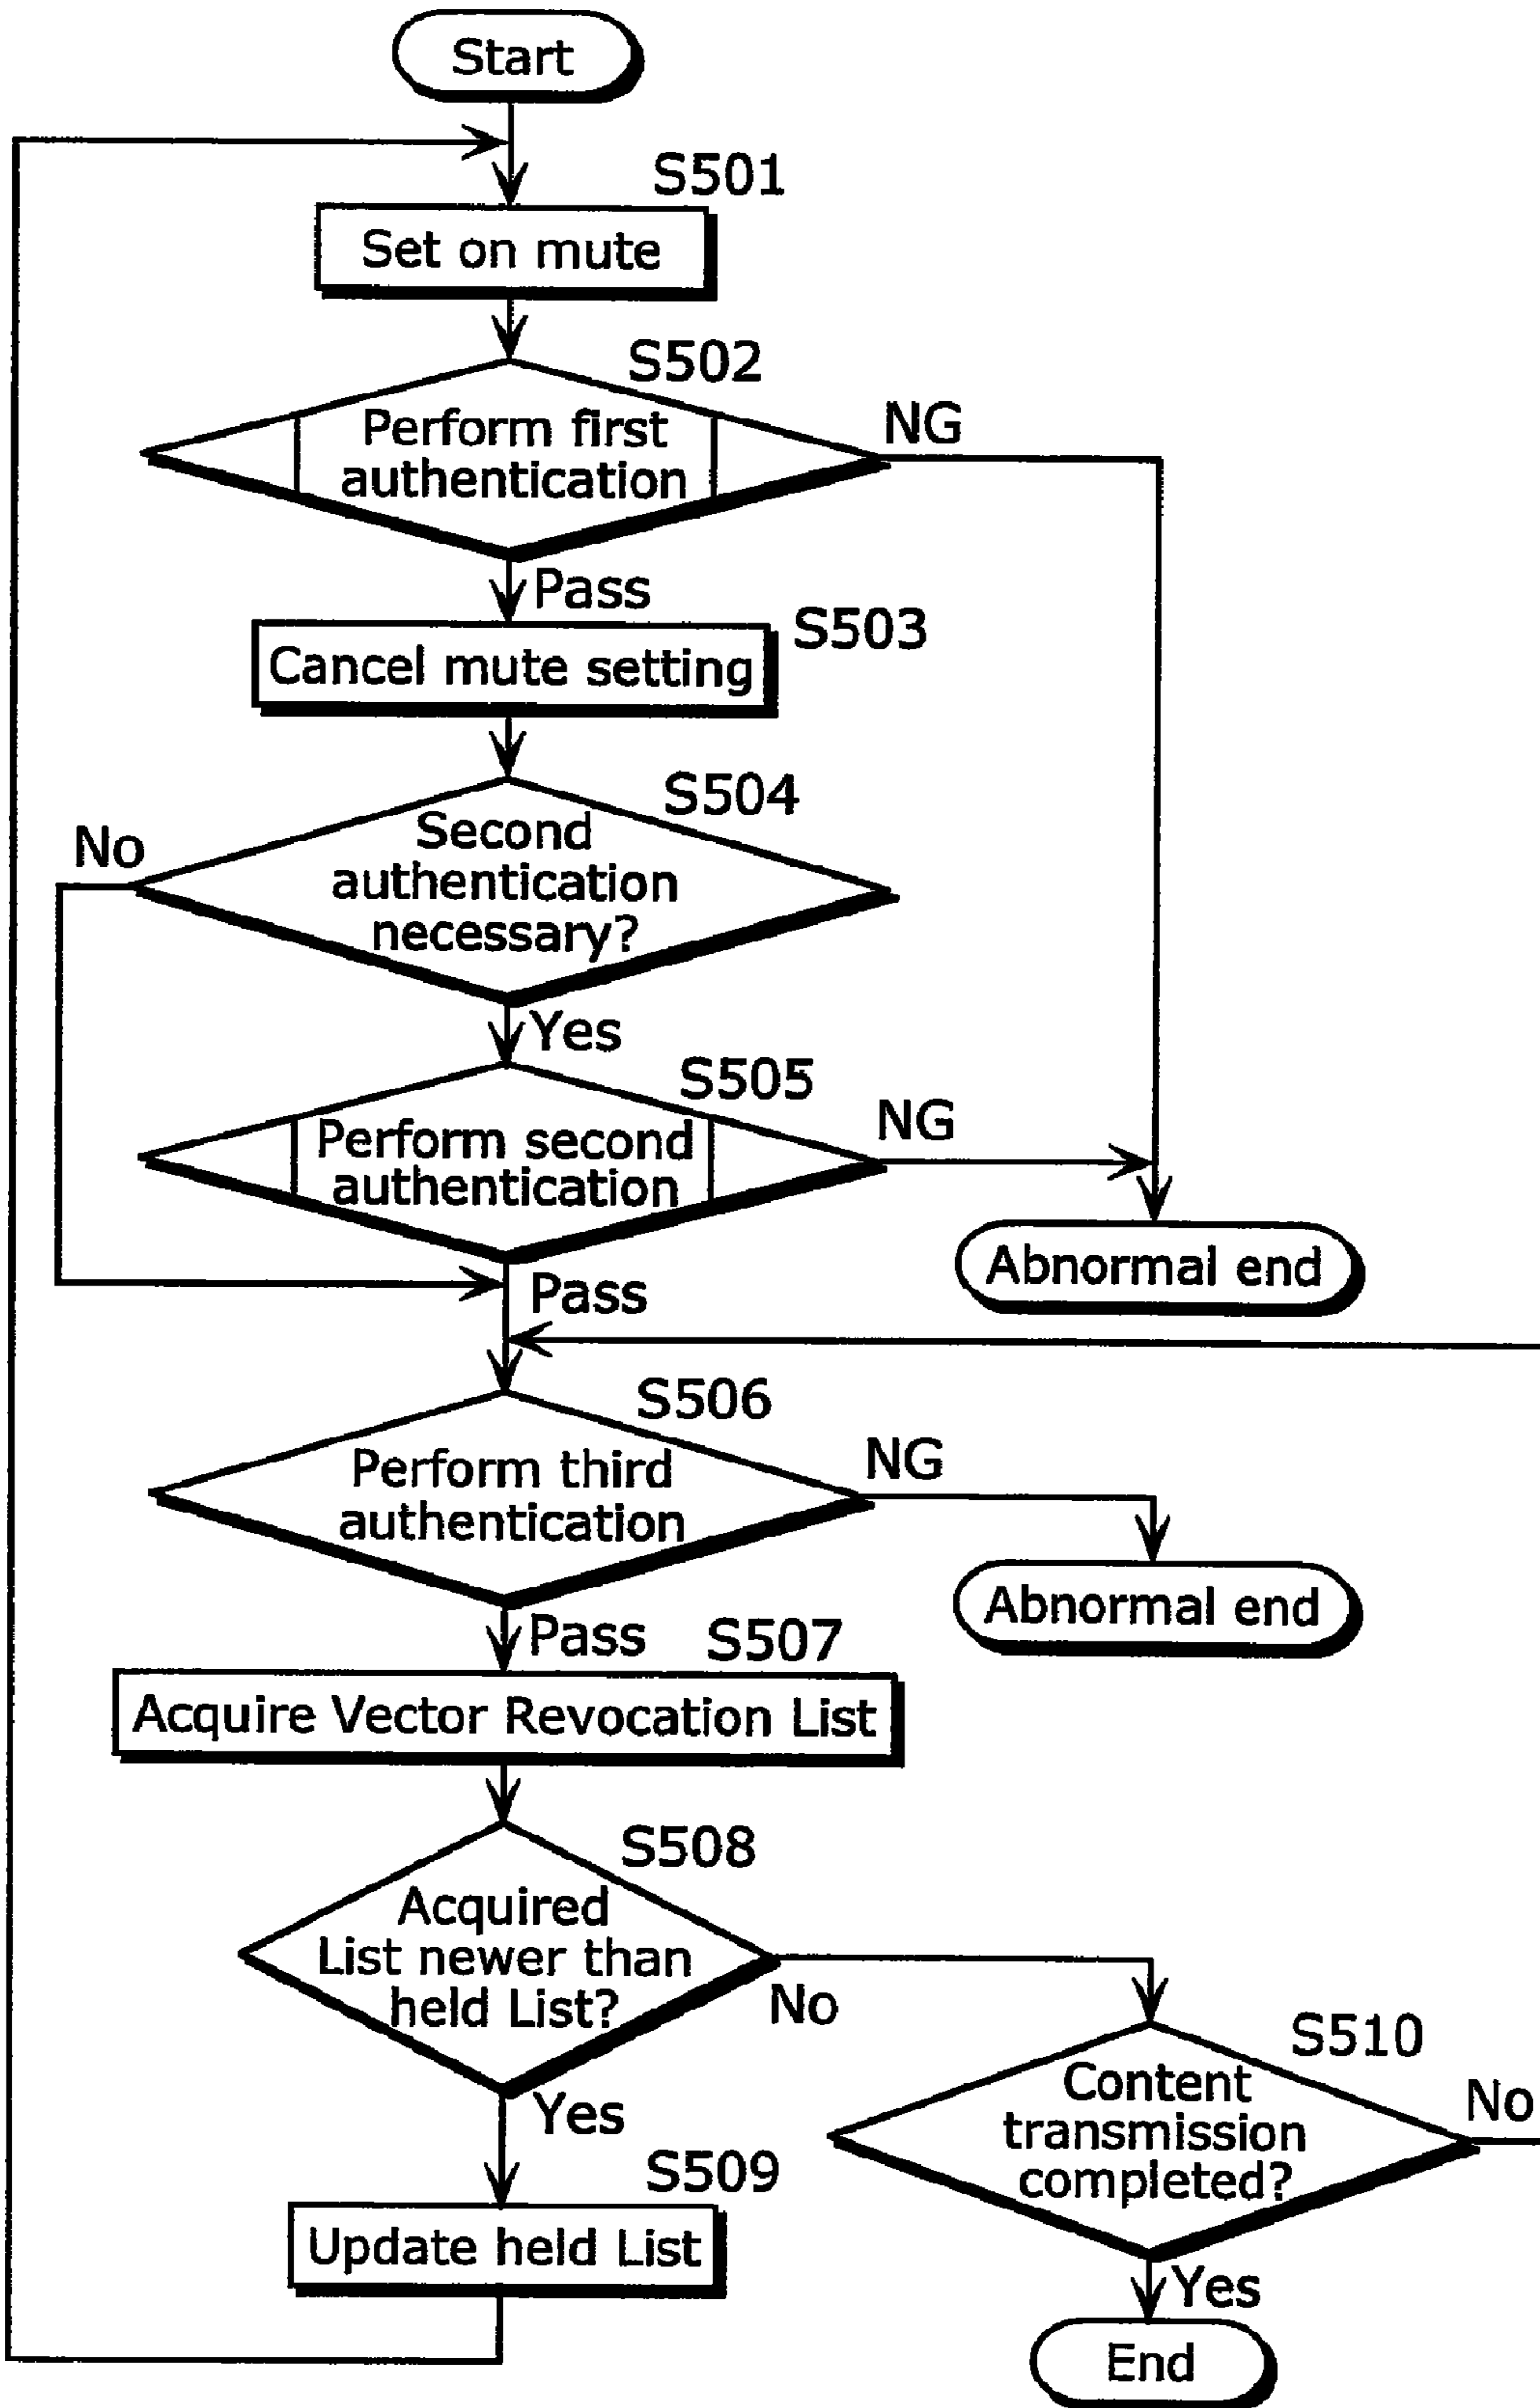 Start
S501
Set on mute
S502
Perform first
authentication
NG
Pass
S503
Cancel mute setting
S504
No
Second
authentication
necessary?
Yes
S505
NG
Perform second
authentication
Abnormal end
Pass
S506
NG
Perform third
authentication
Abnormal end
Pass
S507
Acquire Vector Revocation List
S508
Acquired
List newer than
held List?
No
S510
Content
transmission
completed?
No
Yes
S509
Update held List
Yes
End